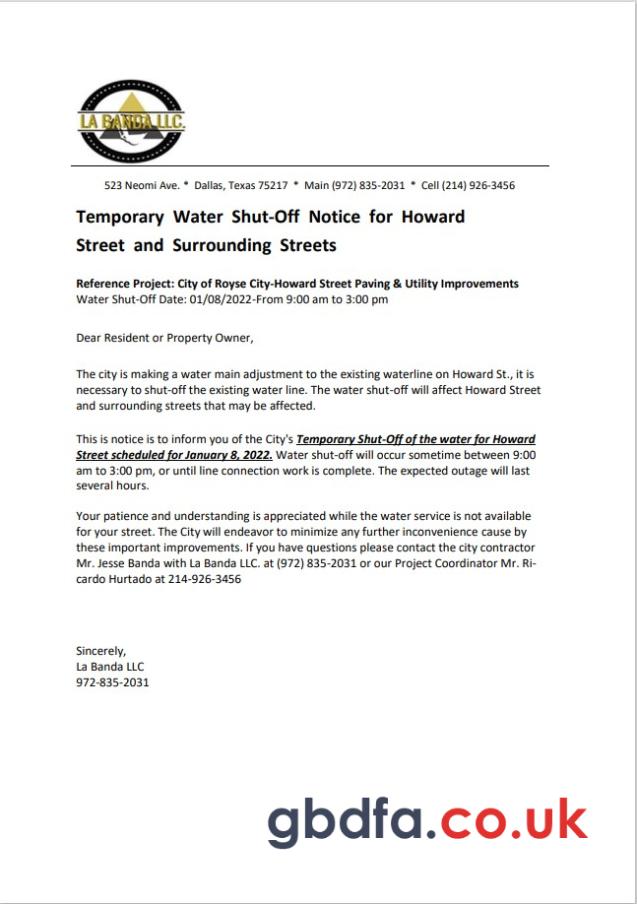 LA BANDA LLC.
523 Neomi Ave. * Dallas, Texas 75217 * Main (972) 835-2031 * Cell (214) 926-3456
Temporary Water Shut-Off Notice for Howard
Street and Surrounding Streets
Reference Project: City of Royse City-Howard Street Paving & Utility Improvements
Water Shut-Off Date: 01/08/2022-From 9:00 am to 3:00 pm
Dear Resident or Property Owner,
The city is making a water main adjustment to the existing waterline on Howard St., it is
necessary to shut-off the existing water line. The water shut-off will affect Howard Street
and surrounding streets that may be affected.
This is notice is to inform you of the City's Temporary Shut-Off of the water for Howard
Street scheduled for January 8, 2022. Water shut-off will occur sometime between 9:00
am to 3:00 pm, or until line connection work is complete. The expected outage will last
several hours.
Your patience and understanding is appreciated while the water service is not available
for your street. The City will endeavor to minimize any further inconvenience cause by
these important improvements. If you have questions please contact the city contractor
Mr. Jesse Banda with La Banda LLC. at (972) 835-2031 or our Project Coordinator Mr. Ri-
cardo Hurtado at 214-926-3456
Sincerely,
La Banda LLC
972-835-2031
gbdfa.co.uk